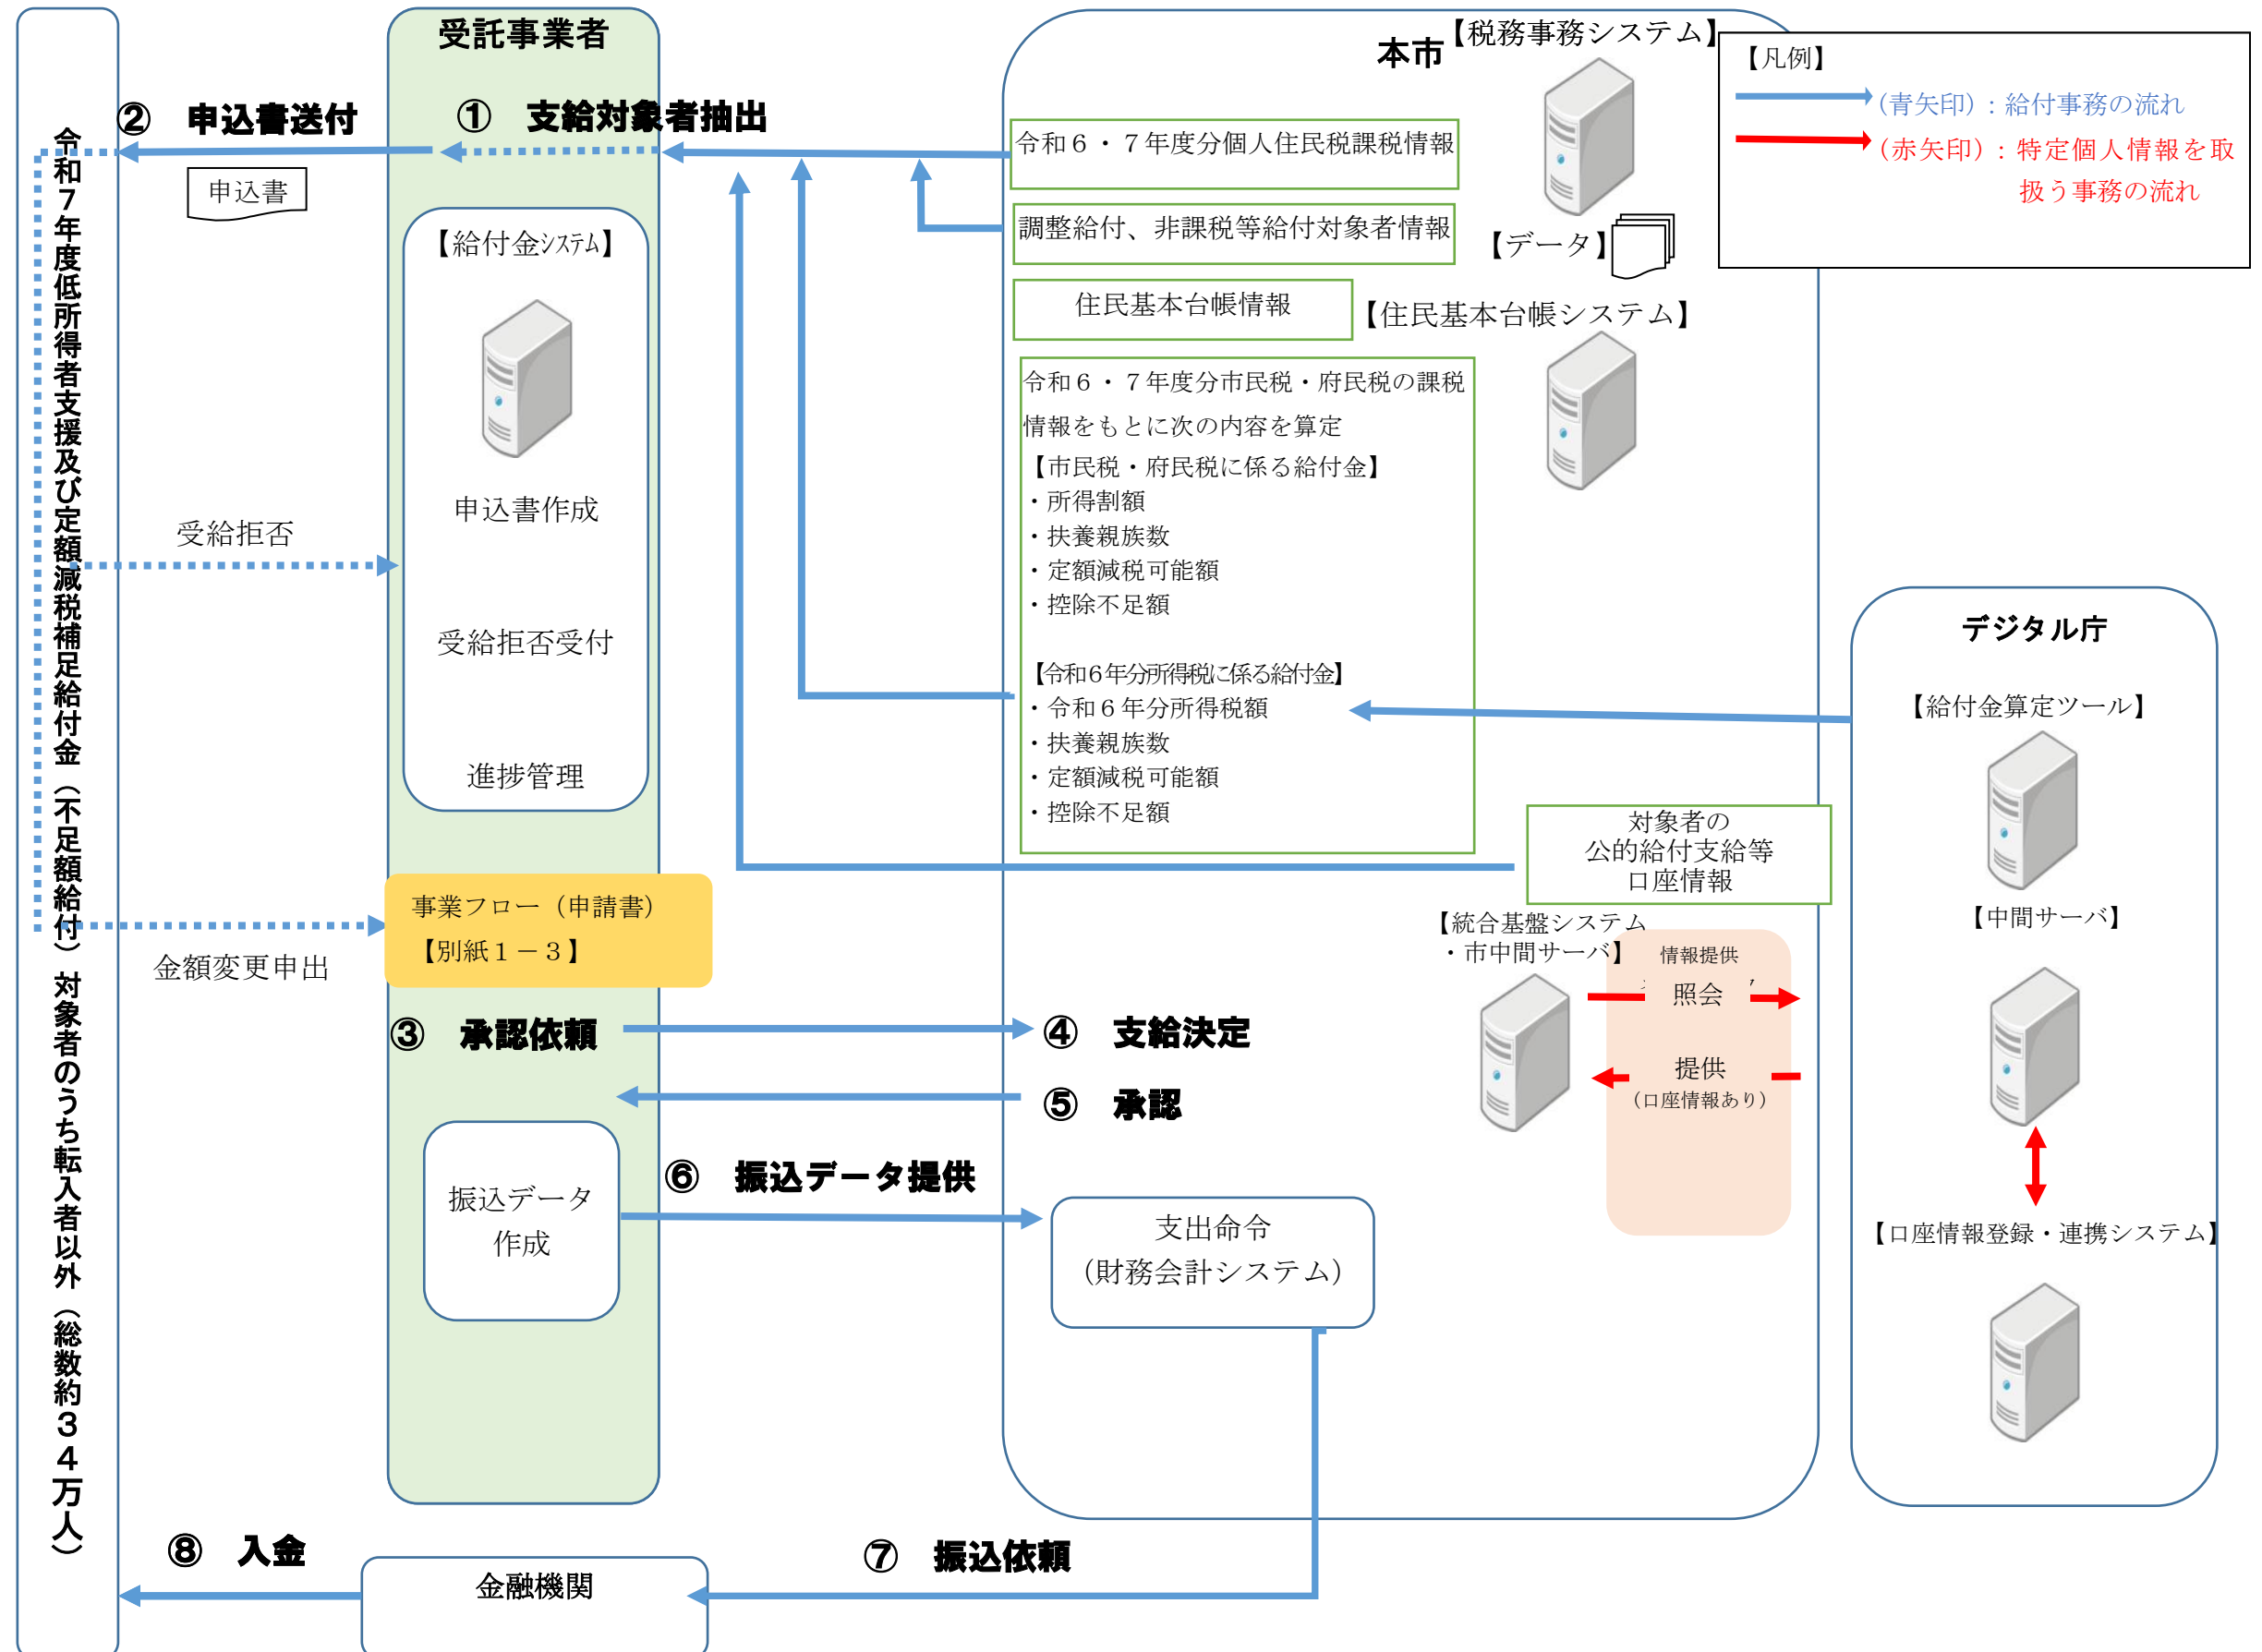 令和７年度低所得者支援及び定額減税補足給付金（不足額給付）対象者のうち転入者以外（総数約３４万人）
② 申込書送付
申込書
受給拒否
金額変更申出
⑧ 入金
受託事業者
① 支給対象者抽出
【給付金システム】
申込書作成
受給拒否受付
進捗管理
事業フロー（申請書）
【別紙１－３】
③ 承認依頼
振込データ
作成
⑥ 振込データ提供
金融機関
⑦ 振込依頼
本市
【税務事務システム】
令和６・７年度分個人住民税課税情報
調整給付、非課税等給付対象者情報
【データ】
住民基本台帳情報
【住民基本台帳システム】
令和６・７年度分市民税・府民税の課税
情報をもとに次の内容を算定
【市民税・府民税に係る給付金】
・所得割額
・扶養親族数
・定額減税可能額
・控除不足額
【令和６年分所得税に係る給付金】
・令和６年分所得税額
・扶養親族数
・定額減税可能額
・控除不足額
対象者の
公的給付支給等
口座情報
【統合基盤システム
・市中間サーバ】
情報提供
照会
提供
（口座情報あり）
④ 支給決定
⑤ 承認
支出命令
（財務会計システム）
【凡例】
（青矢印）：給付事務の流れ
（赤矢印）：特定個人情報を取
扱う事務の流れ
デジタル庁
【給付金算定ツール】
【中間サーバ】
【口座情報登録・連携システム】